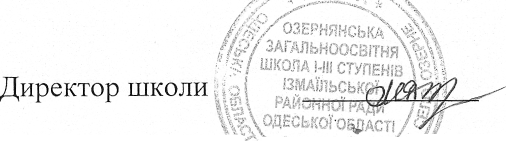 ОЗЕРНЯНСЬКА
ЗАГАЛЬНООСВІТНЯ
ШКОЛА І-ІІІ СТУПЕНІВ
ІЗМАЇЛЬСЬКОЇ
РАЙОННОЇ РАДИ
ОДЕСЬКОЇ ОБЛАСТІ
Директор школи